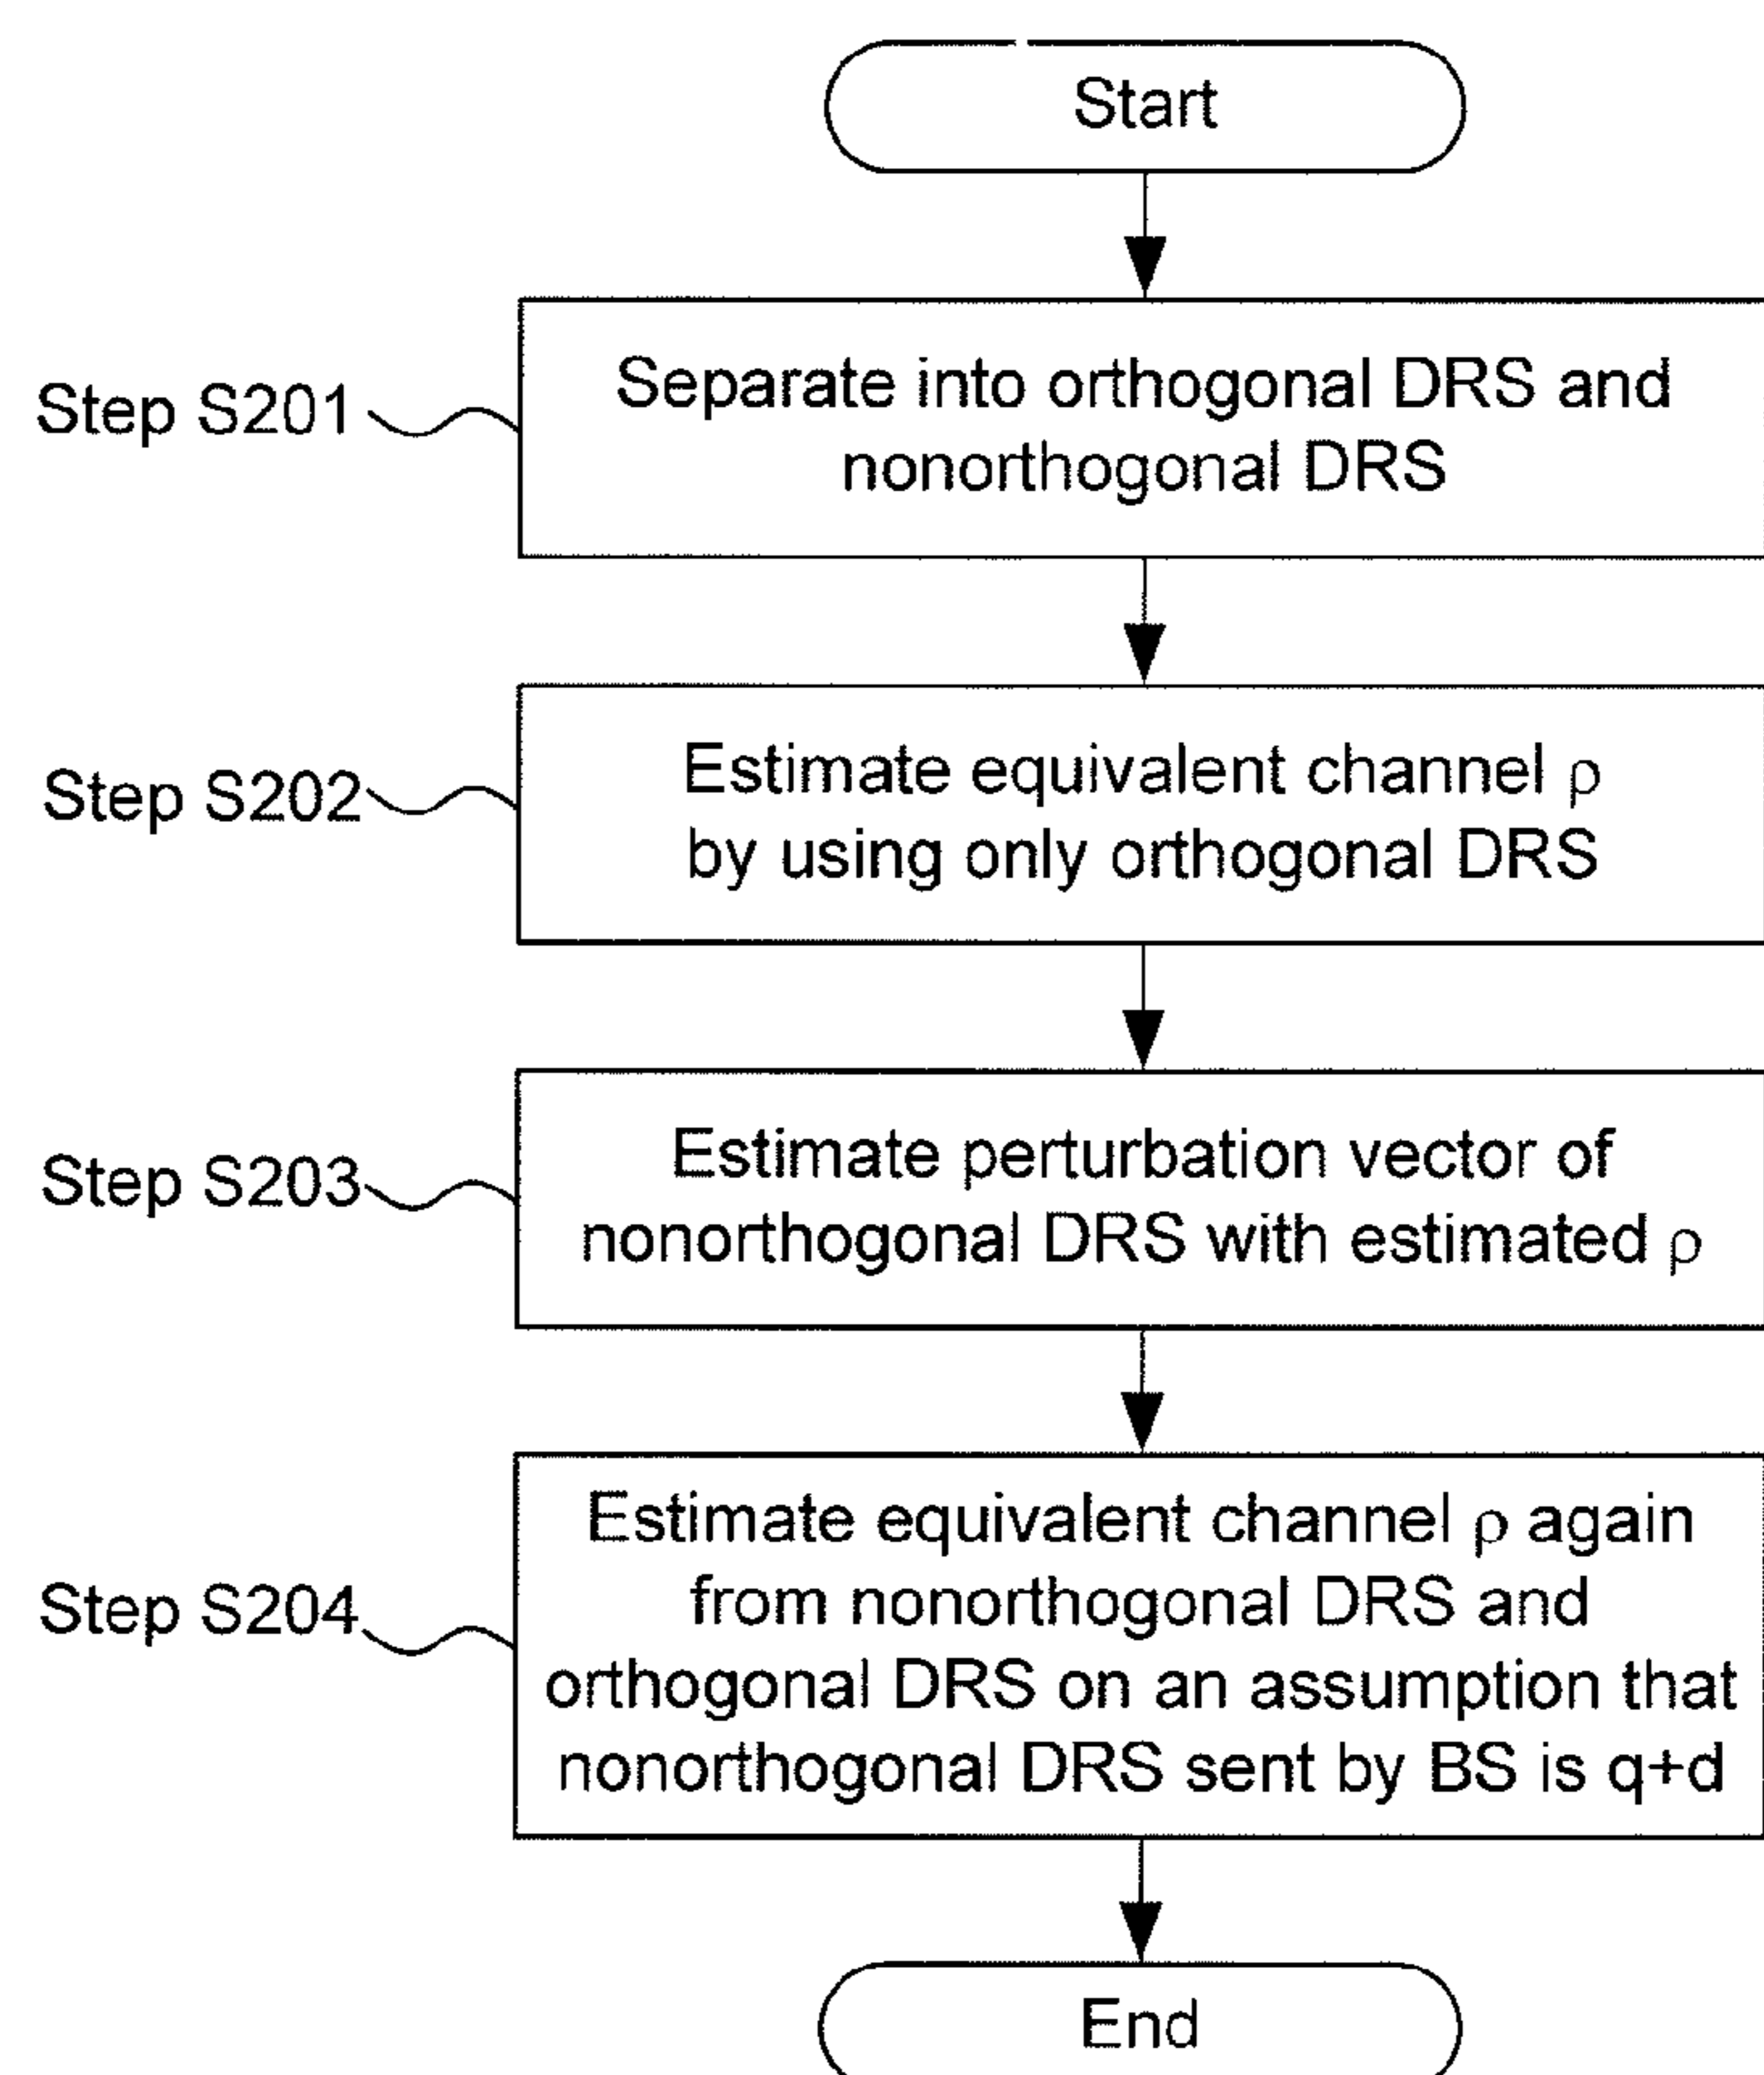 Start
Step S201
Separate into orthogonal DRS and
nonorthogonal DRS
Step S202
Estimate equivalent channel ρ
by using only orthogonal DRS
Step S203
Estimate perturbation vector of
nonorthogonal DRS with estimated ρ
Step S204
Estimate equivalent channel ρ again
from nonorthogonal DRS and
orthogonal DRS on an assumption that
nonorthogonal DRS sent by BS is q+d
End